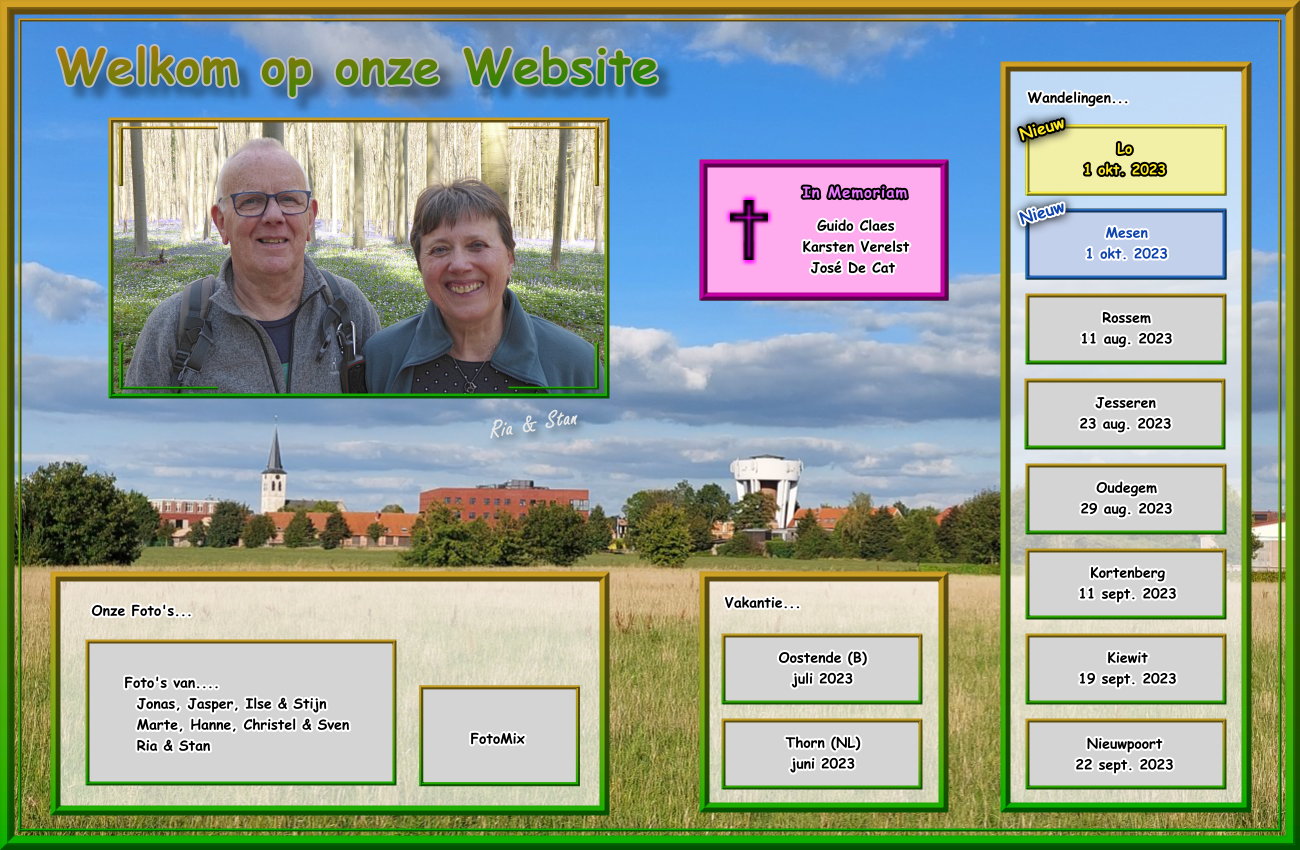 Welkom op onze Website
Ria & Stan
In Memoriam
Guido Claes
Karsten Verelst
José De Cat
Onze Foto's...
Foto's van....
Jonas, Jasper, Ilse & Stijn
Marte, Hanne, Christel & Sven
Ria & Stan
FotoMix
Vakantie...
Oostende (B)
juli 2023
Thorn (NL)
juni 2023
Wandelingen...
Nieuw
Lo
1 okt. 2023
Nieuw
Mesen
1 okt. 2023
Rossem
11 aug. 2023
Jesseren
23 aug. 2023
Oudegem
29 aug. 2023
Kortenberg
11 sept. 2023
Kiewit
19 sept. 2023
Nieuwpoort
22 sept. 2023